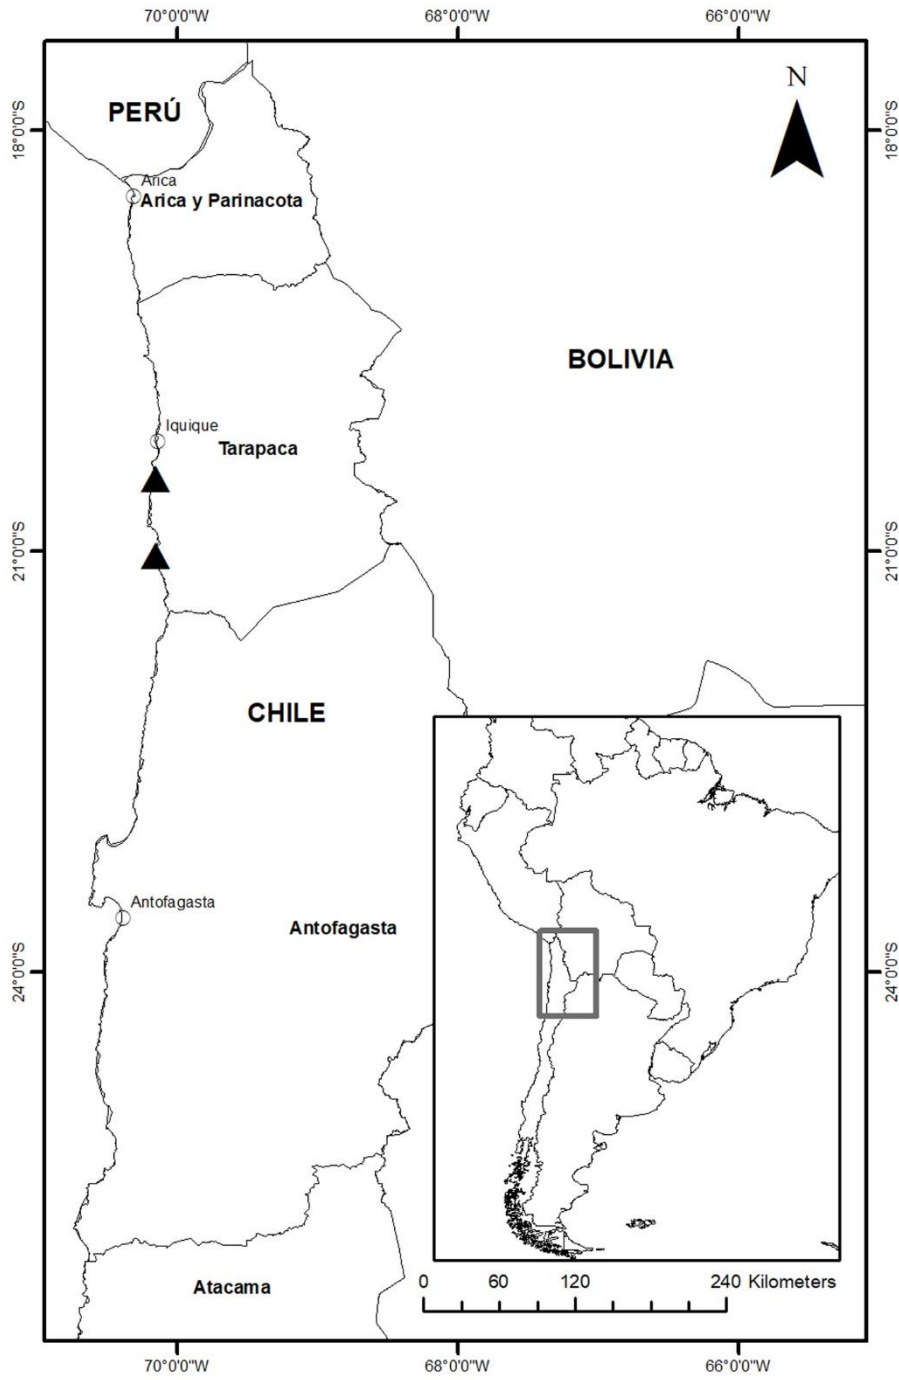 70°0'0"W 68°0'0"W 66°0'0"W
N
PERÚ
18°0'0"S
18°0'0"S
Arica
Arica y Parinacota
BOLIVIA
Iquique
Tarapaca
21°0'0"S
21°0'0"S
CHILE
Antofagasta
Antofagasta
24°0'0"S
24°0'0"S
Atacama
0 60 120 240 Kilometers
70°0'0"W 68°0'0"W 66°0'0"W